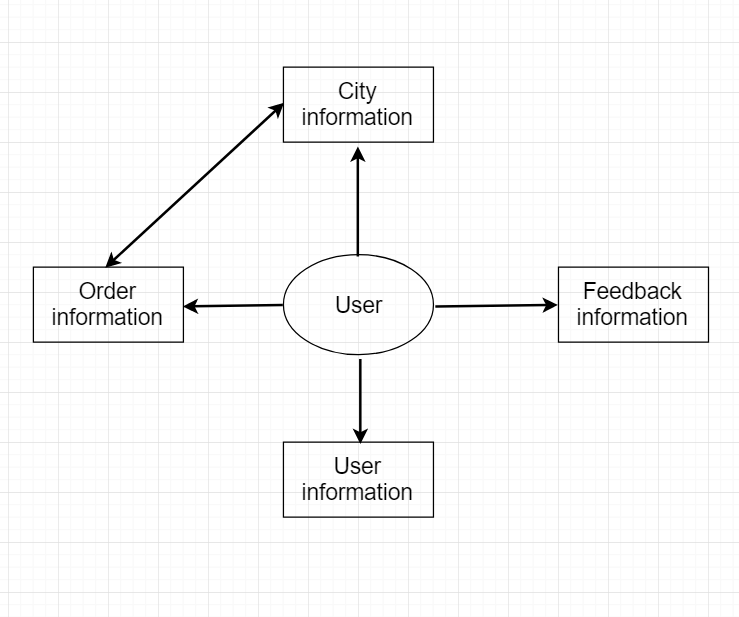 City
information
Order
information
User
Feedback
information
User
information